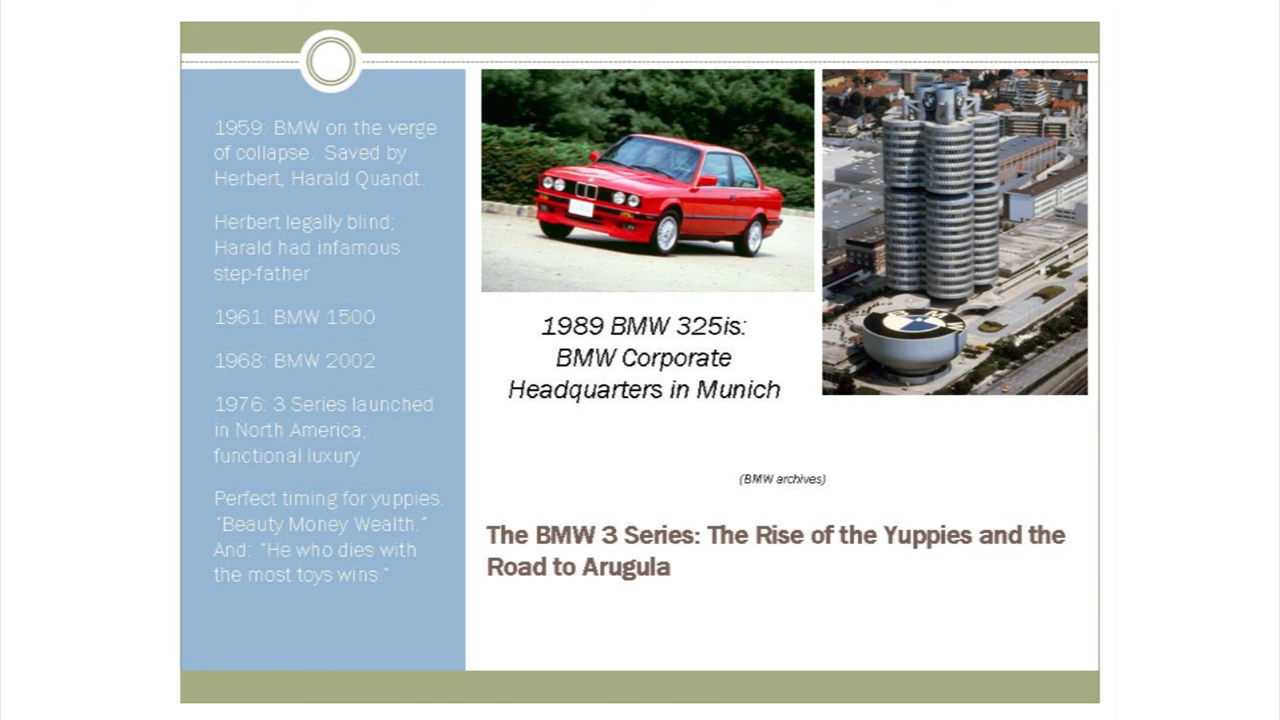 1959: BMW on the verge
of collapse. Saved by
Herbert, Harald Quandt.
Herbert legally blind;
Harald had infamous
step-father.
1961: BMW 1500
1968: BMW 2002
1976: 3 Series launched
in North America;
functional luxury
Perfect timing for yuppies.
"Beauty Money Wealth."
And: "He who dies with
the most toys wins."
1989 BMW 325is:
BMW Corporate
Headquarters in Munich
BMW
(BMW archives)
The BMW 3 Series: The Rise of the Yuppies and the
Road to Arugula